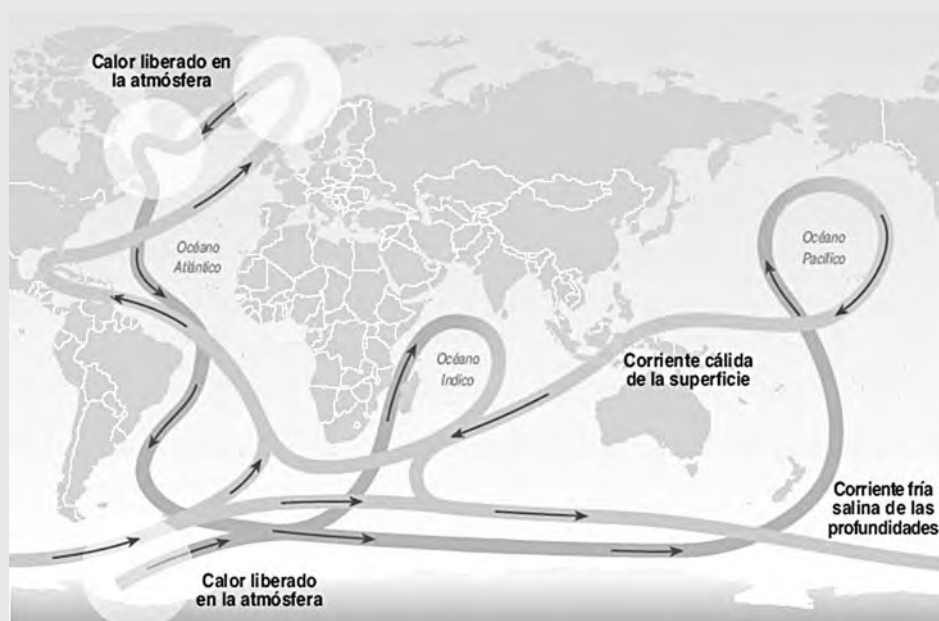 Calor liberado en
la atmósfera
Océano
Atlántico
Océano
Pacífico
Océano
Indico
Corriente cálida
de la superficie
Corriente fría
salina de las
profundidades
Calor liberado
en la atmósfera